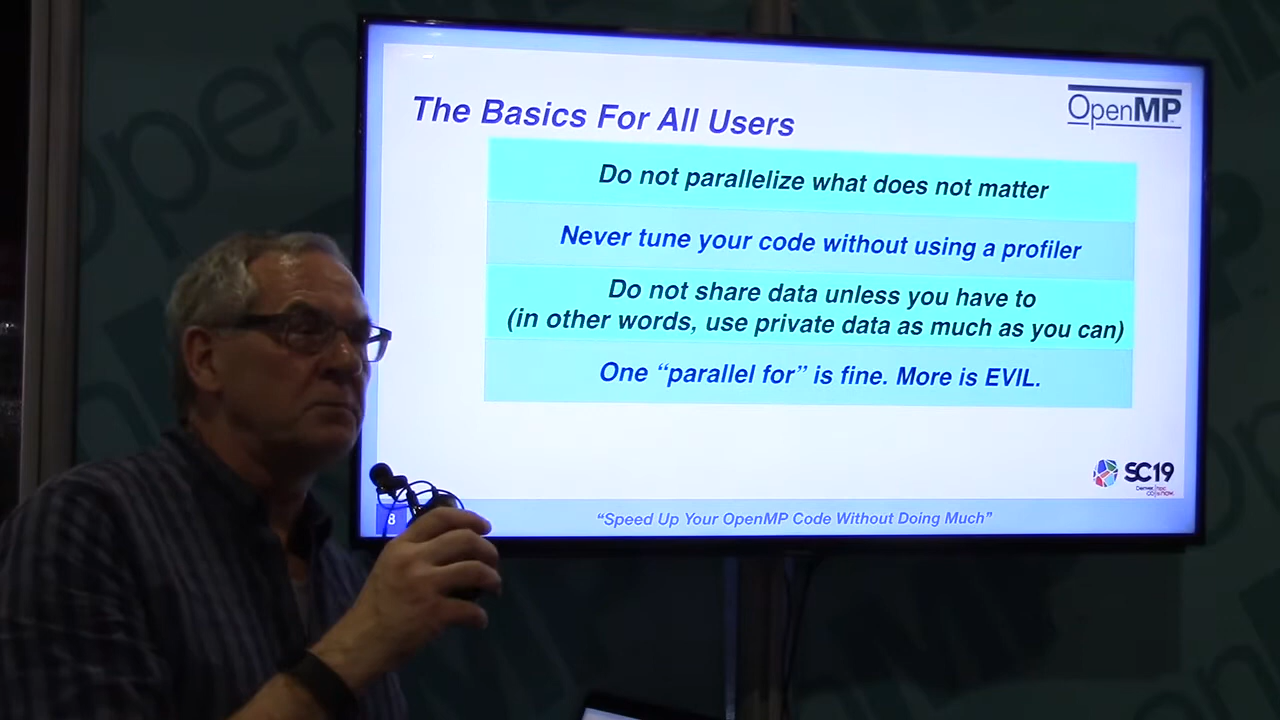 The Basics For All Users
OpenMP
Do not parallelize what does not matter
Never tune your code without using a profiler
Do not share data unless you have to
(in other words, use private data as much as you can)
One “parallel for” is fine. More is EVIL.
SC19
Denver
8
“Speed Up Your OpenMP Code Without Doing Much”
OpenMP